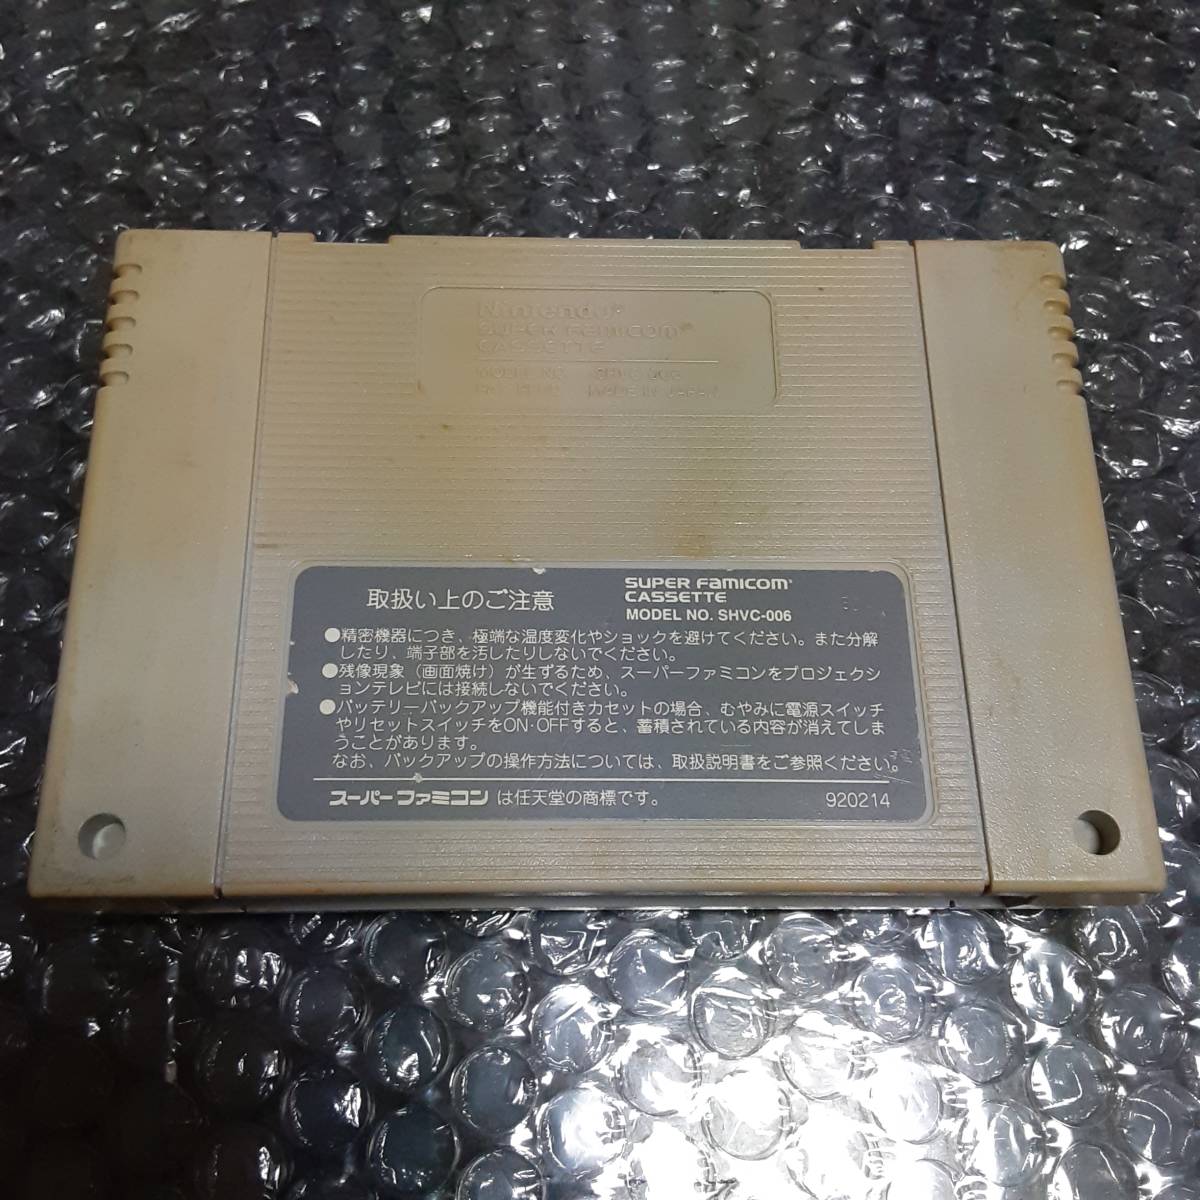 Nintendo®
SUPER FAMICOM®
CASSETTE
MODEL NO. SHVC-006
MADE IN JAPAN
取扱い上のご注意
SUPER FAMICOM®
CASSETTE
MODEL NO. SHVC-006
●精密機器につき、極端な温度変化やショックを避けてください。また分解
したり、端子部を汚したりしないでください。
●残像現象(画面焼け)が生ずるため、スーパーファミコンをプロジェクシ
ョンテレビには接続しないでください。
●バッテリーバックアップ機能付きカセットの場合、むやみに電源スイッチ
やリセットスイッチをON・OFFすると、蓄積されている内容が消えてしま
うことがあります。
なお、バックアップの操作方法については、取扱説明書をご参照ください。
スーパーファミコンは任天堂の商標です。
920214